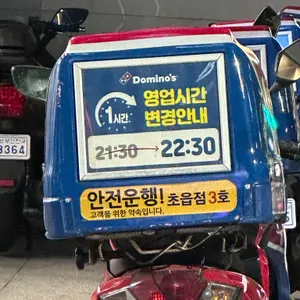 Domino's
1시간
영업시간
변경안내
21:30 → 22:30
안전운행! 초읍점 3호
고객을 위한 약속입니다.
8364